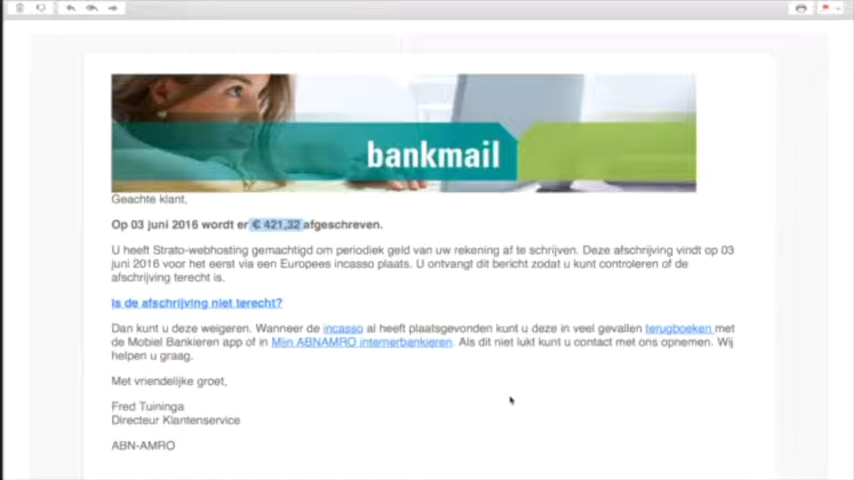 bankmail
Geachte klant,
Op 03 juni 2016 wordt er € 421,32 afgeschreven.
U heeft Strato-webhosting gemachtigd om periodiek geld van uw rekening af te schrijven. Deze afschrijving vindt op 03
juni 2016 voor het eerst via een Europees incasso plaats. U ontvangt dit bericht zodat u kunt controleren of de
afschrijving terecht is.
Is de afschrijving niet terecht?
Dan kunt u deze weigeren. Wanneer de incasso al heeft plaatsgevonden kunt u deze in veel gevallen terugboeken met
de Mobiel Bankieren app of in Mijn ABNAMRO internerbankieren. Als dit niet lukt kunt u contact met ons opnemen. Wij
helpen u graag.
Met vriendelijke groet,
Fred Tuininga
Directeur Klantenservice
ABN-AMRO